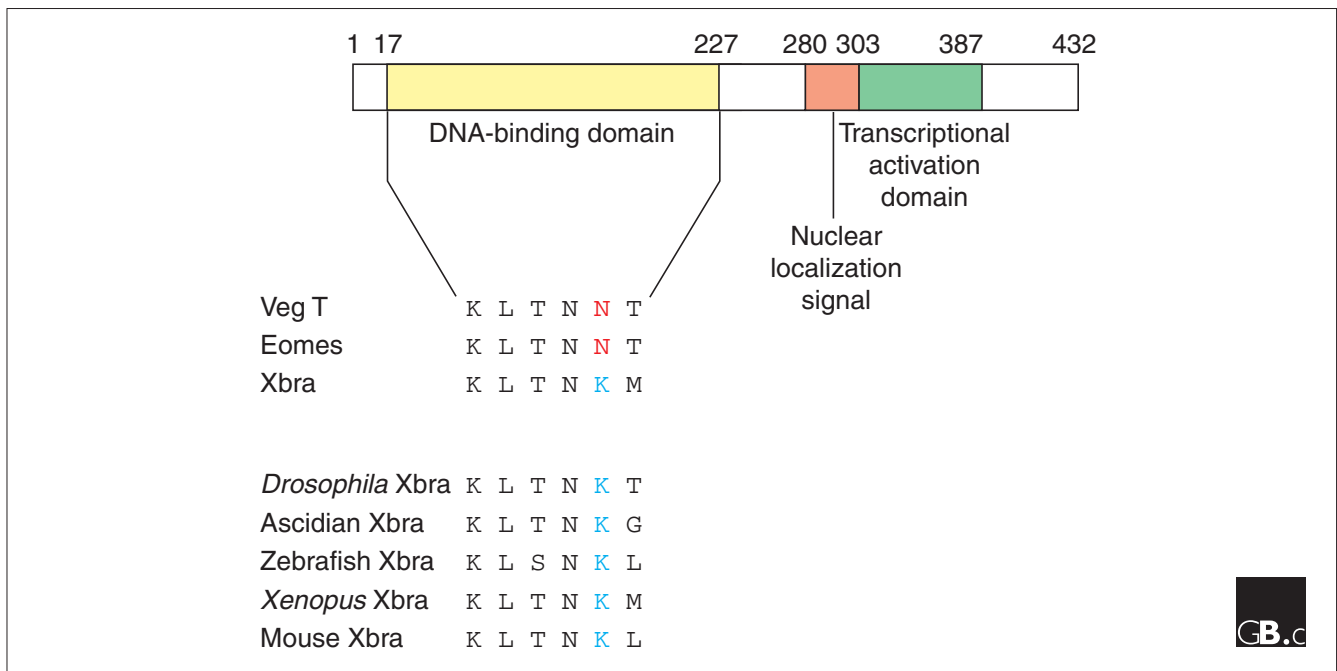 1 17 227 280 303 387 432
DNA-binding domain
Transcriptional
activation
domain
Nuclear
localization
signal
Veg T K L T N N T
Eomes K L T N N T
Xbra K L T N K M
Drosophila Xbra K L T N K T
Ascidian Xbra K L T N K G
Zebrafish Xbra K L S N K L
Xenopus Xbra K L T N K M
Mouse Xbra K L T N K L
GB.c